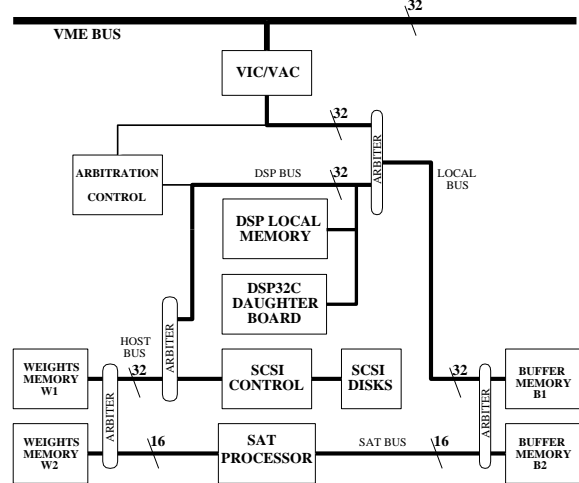 32
VME BUS
VIC/VAC
32
ARBITER
ARBITRATION
CONTROL
DSP BUS
32
LOCAL
BUS
DSP LOCAL
MEMORY
DSP32C
DAUGHTER
BOARD
ARBITER
HOST
BUS
32
WEIGHTS
MEMORY
W1
ARBITER
SCSI
CONTROL
SCSI
DISKS
32
ARBITER
BUFFER
MEMORY
B1
WEIGHTS
MEMORY
W2
16
SAT
PROCESSOR
SAT BUS
16
BUFFER
MEMORY
B2